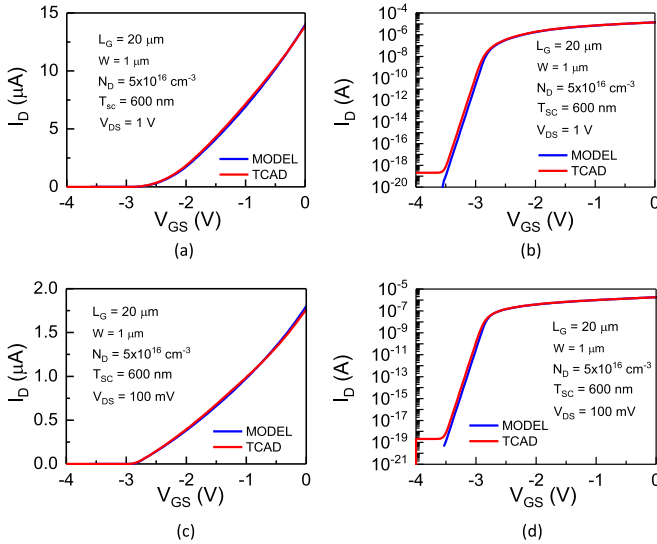 15
10
5
0
I_D (μA)
L_G = 20 μm
W = 1 μm
N_D = 5x10^16 cm^-3
T_sc = 600 nm
V_DS = 1 V
MODEL
TCAD
-4 -3 -2 -1 0
V_GS (V)
(a)
10^-4
10^-6
10^-8
10^-10
10^-12
10^-14
10^-16
10^-18
10^-20
I_D (A)
L_G = 20 μm
W = 1 μm
N_D = 5x10^16 cm^-3
T_sc = 600 nm
V_DS = 1 V
MODEL
TCAD
-4 -3 -2 -1 0
V_GS (V)
(b)
2.0
1.5
1.0
0.5
0.0
I_D (μA)
L_G = 20 μm
W = 1 μm
N_D = 5x10^16 cm^-3
T_SC = 600 nm
V_DS = 100 mV
MODEL
TCAD
-4 -3 -2 -1 0
V_GS (V)
(c)
10^-5
10^-7
10^-9
10^-11
10^-13
10^-15
10^-17
10^-19
10^-21
I_D (A)
L_G = 20 μm
W = 1 μm
N_D = 5x10^16 cm^-3
T_SC = 600 nm
V_DS = 100 mV
MODEL
TCAD
-4 -3 -2 -1 0
V_GS (V)
(d)